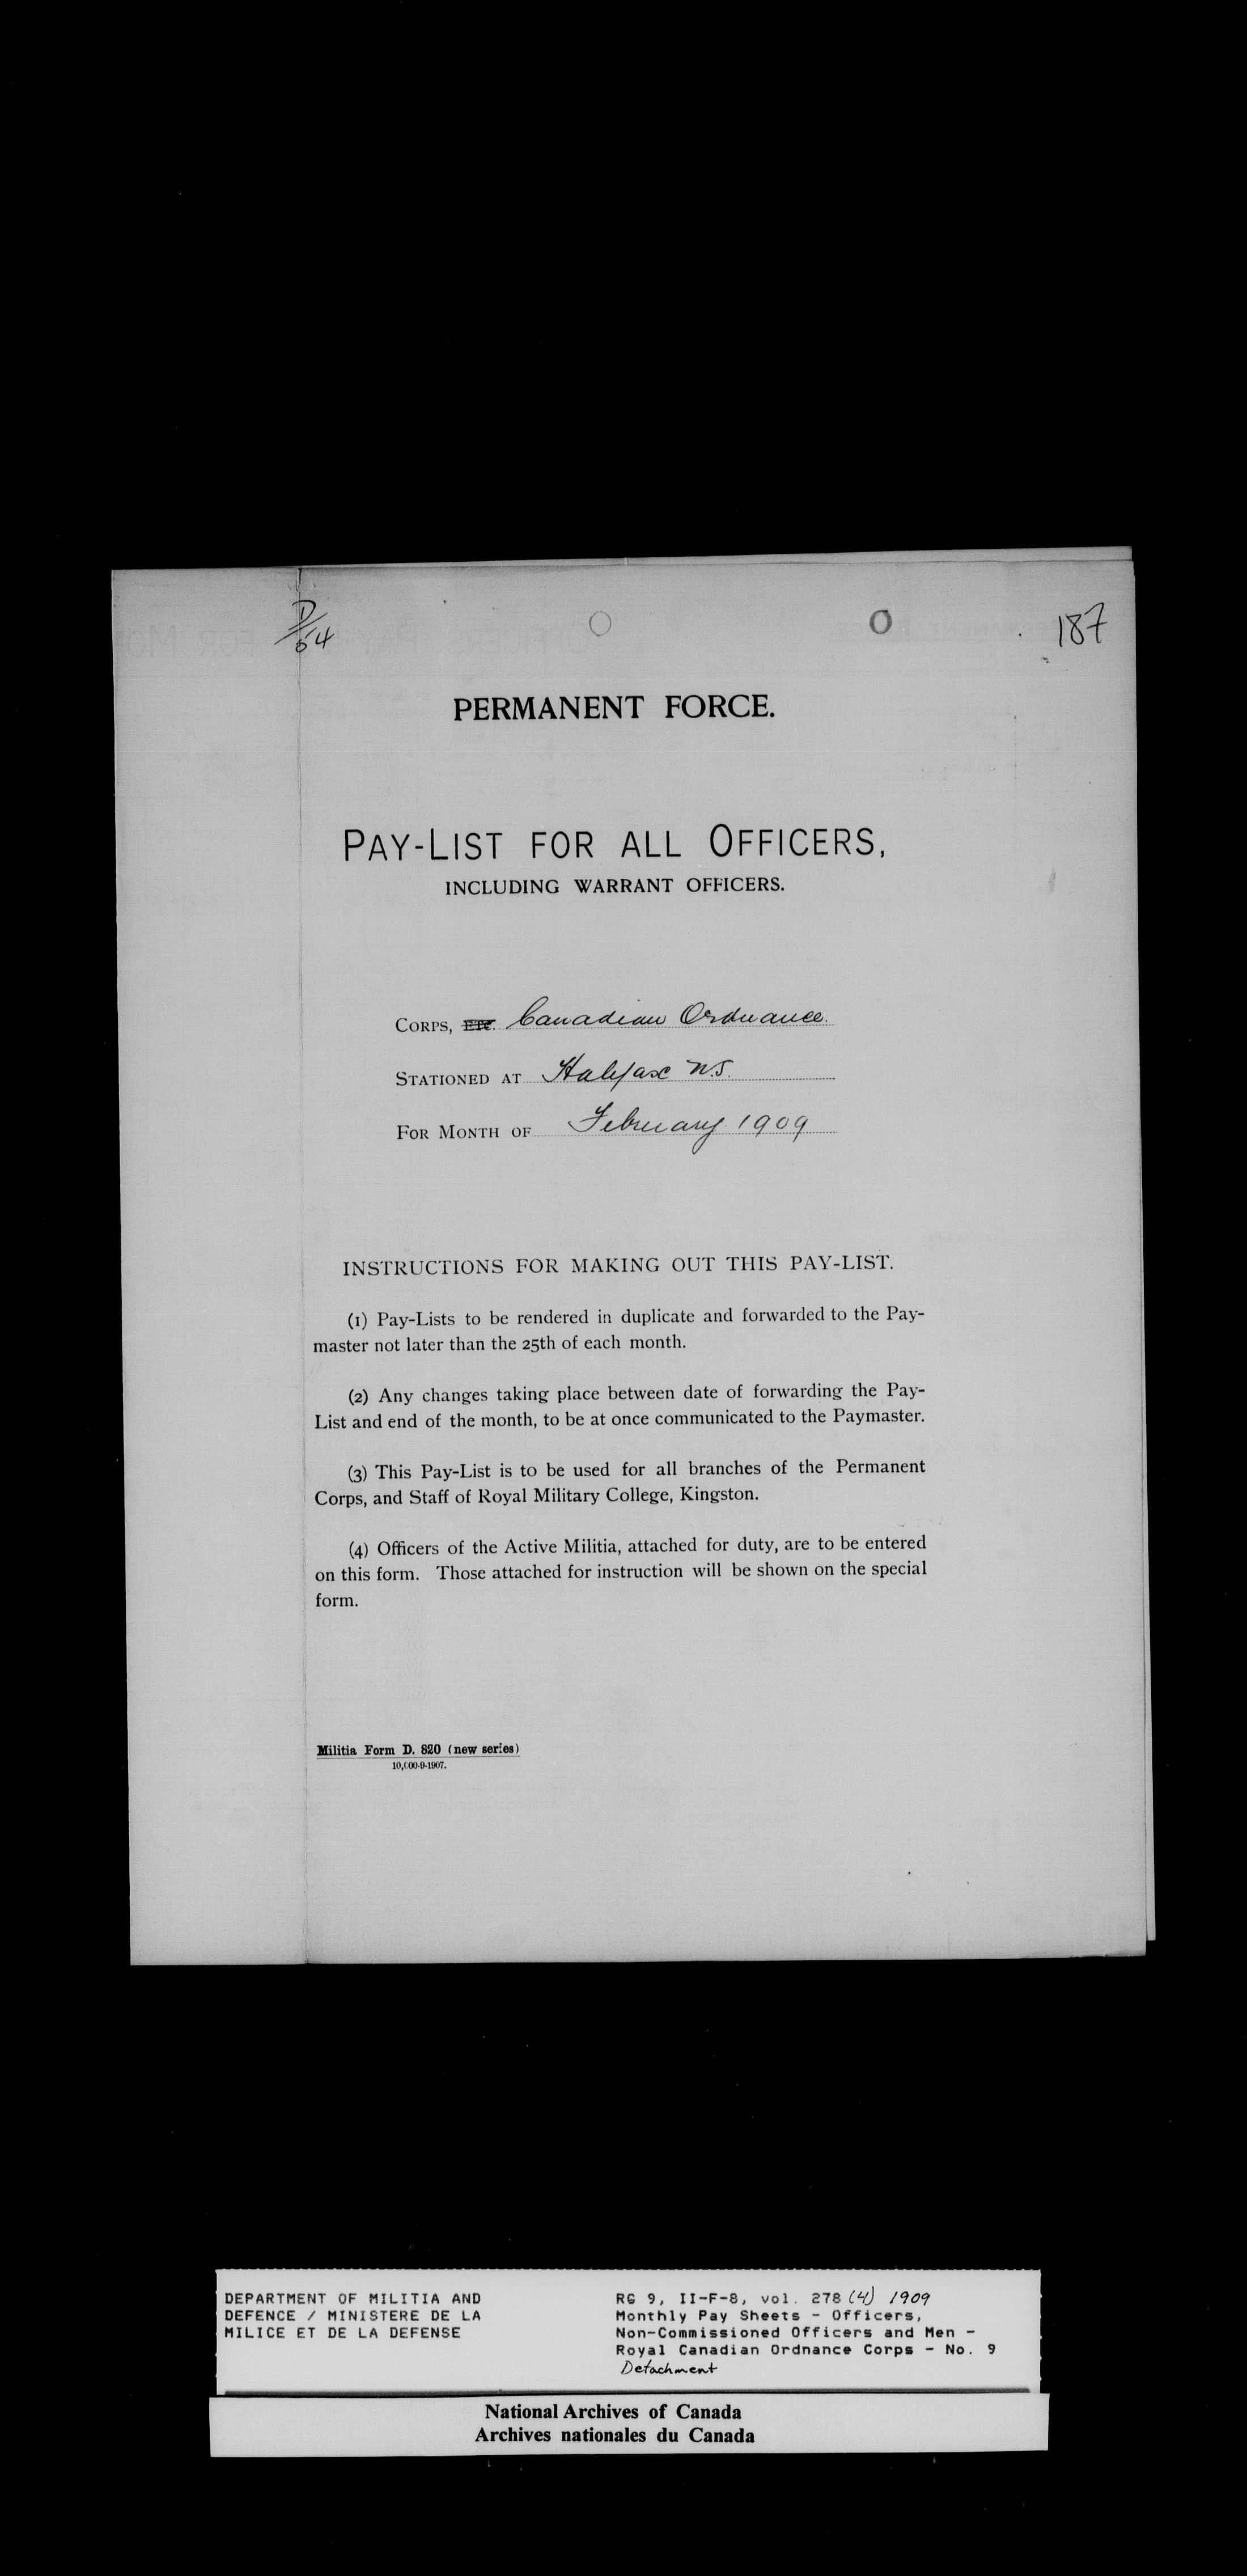 D/64
187
PERMANENT FORCE.
PAY-LIST FOR ALL OFFICERS,
INCLUDING WARRANT OFFICERS.
CORPS, Etc. Canadian Ordnance.
STATIONED AT Halifax N.S.
FOR MONTH OF February 1909
INSTRUCTIONS FOR MAKING OUT THIS PAY-LIST.
(1) Pay-Lists to be rendered in duplicate and forwarded to the Pay-
master not later than the 25th of each month.
(2) Any changes taking place between date of forwarding the Pay-
List and end of the month, to be at once communicated to the Paymaster.
(3) This Pay-List is to be used for all branches of the Permanent
Corps, and Staff of Royal Military College, Kingston.
(4) Officers of the Active Militia, attached for duty, are to be entered
on this form. Those attached for instruction will be shown on the special
form.
Militia Form D. 820 (new series)
10,000-9-1907.
DEPARTMENT OF MILITIA AND
DEFENCE / MINISTERE DE LA
MILICE ET DE LA DEFENSE
RG 9, II-F-8, vol. 278 (4) 1909
Monthly Pay Sheets - Officers,
Non-Commissioned Officers and Men -
Royal Canadian Ordnance Corps - No. 9
Detachment
National Archives of Canada
Archives nationales du Canada